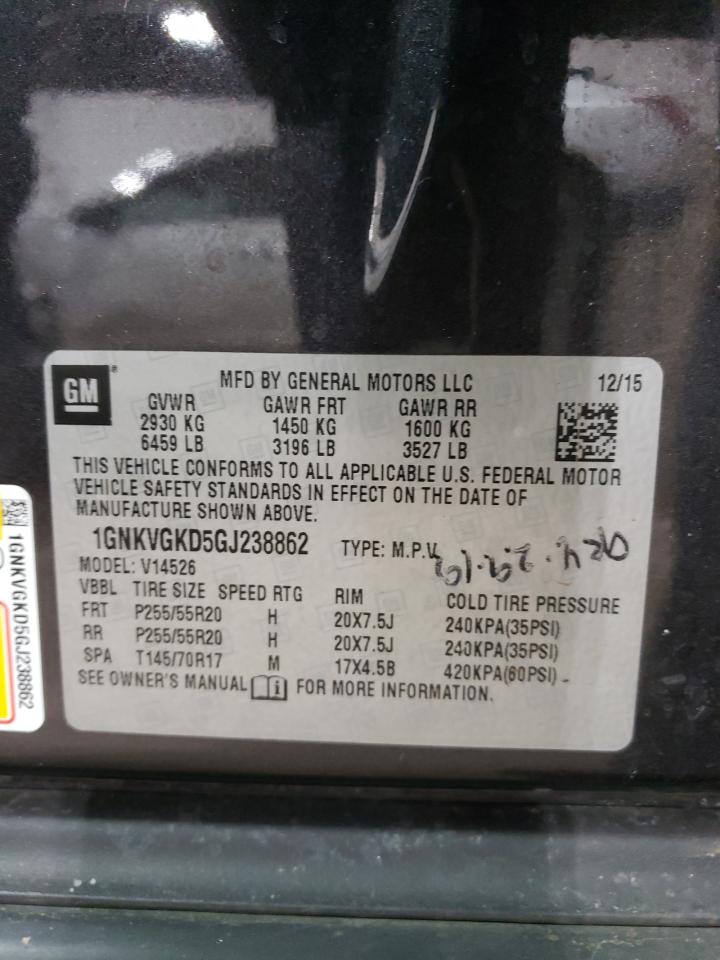 GM
MFD BY GENERAL MOTORS LLC 12/15
GVWR GAWR FRT GAWR RR
2930 KG 1450 KG 1600 KG
6459 LB 3196 LB 3527 LB
THIS VEHICLE CONFORMS TO ALL APPLICABLE U.S. FEDERAL MOTOR
VEHICLE SAFETY STANDARDS IN EFFECT ON THE DATE OF
MANUFACTURE SHOWN ABOVE.
1GNKVGKD5GJ238862 TYPE: M.P.V.
MODEL: V14526
VBBL TIRE SIZE SPEED RTG RIM COLD TIRE PRESSURE
FRT P255/55R20 H 20X7.5J 240KPA(35PSI)
RR P255/55R20 H 20X7.5J 240KPA(35PSI)
SPA T145/70R17 M 17X4.5B 420KPA(60PSI)
SEE OWNER'S MANUAL FOR MORE INFORMATION.
1GNKVGKD5GJ238862